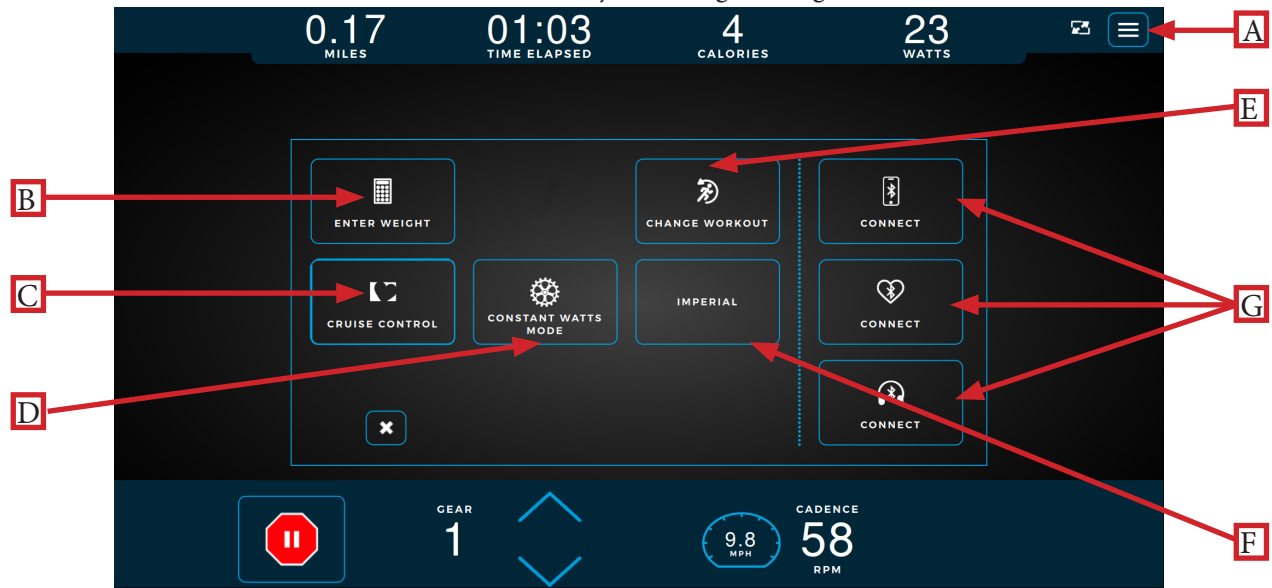 0.17
MILES
01:03
TIME ELAPSED
4
CALORIES
23
WATTS
A
E
B
ENTER WEIGHT
CHANGE WORKOUT
CONNECT
C
CRUISE CONTROL
CONSTANT WATTS
MODE
IMPERIAL
CONNECT
G
D
CONNECT
GEAR
1
9.8
MPH
CADENCE
58
RPM
F